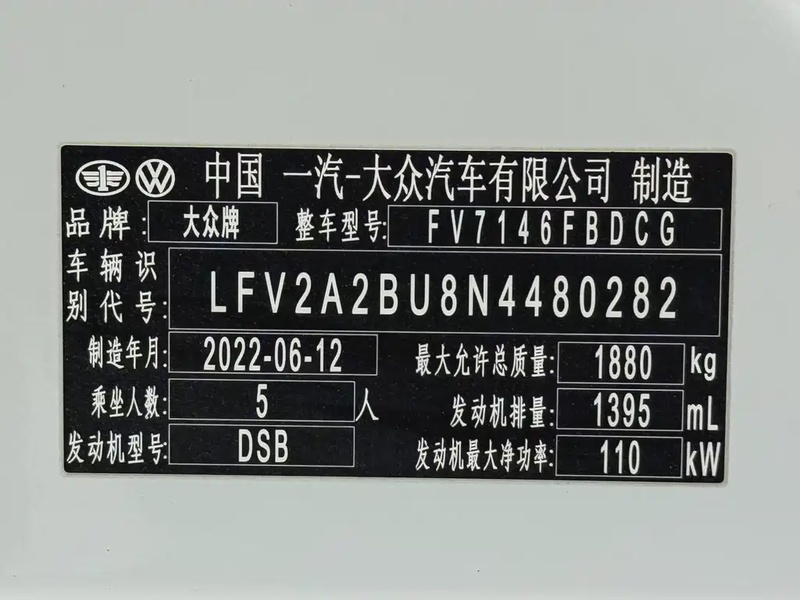 中国 一汽-大众汽车有限公司 制造
品牌: 大众牌 整车型号: FV7146FBDCG
车辆识别代号: LFV2A2BU8N4480282
制造年月: 2022-06-12 最大允许总质量: 1880 kg
乘坐人数: 5 人 发动机排量: 1395 mL
发动机型号: DSB 发动机最大净功率: 110 kW